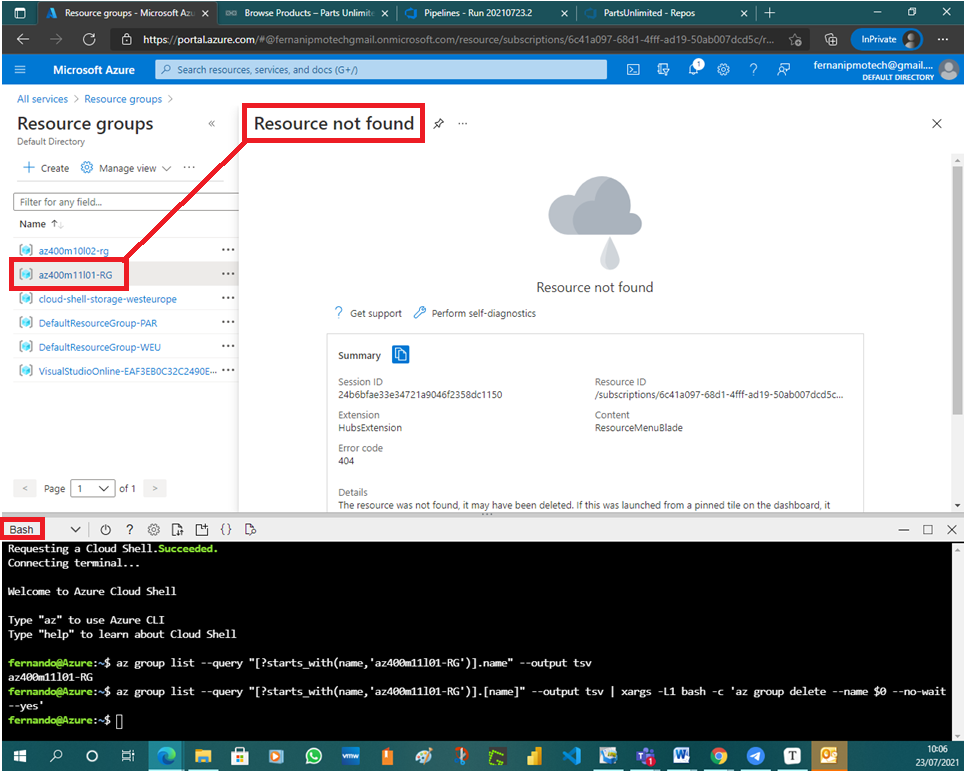 Resource groups - Microsoft Azu
Browse Products – Parts Unlimite
Pipelines - Run 20210723.2
PartsUnlimited - Repos
https://portal.azure.com/#@fernanipmotechgmail.onmicrosoft.com/resource/subscriptions/6c41a097-68d1-4fff-ad19-50ab007dcd5c/r...
InPrivate
Microsoft Azure
Search resources, services, and docs (G+/)
1
fernanipmotech@gmail....
DEFAULT DIRECTORY
All services > Resource groups >
Resource groups
Default Directory
Create
Manage view
Filter for any field...
Name
az400m10l02-rg
az400m11l01-RG
cloud-shell-storage-westeurope
DefaultResourceGroup-PAR
DefaultResourceGroup-WEU
VisualStudioOnline-EAF3EB0C32C2490E...
< Page 1 of 1 >
Resource not found
Resource not found
? Get support
Perform self-diagnostics
Summary
Session ID
24b6bfae33e34721a9046f2358dc1150
Resource ID
/subscriptions/6c41a097-68d1-4fff-ad19-50ab007dcd5c...
Extension
HubsExtension
Content
ResourceMenuBlade
Error code
404
Details
The resource was not found, it may have been deleted. If this was launched from a pinned tile on the dashboard, it
Bash
?
{ }
Requesting a Cloud Shell.Succeeded.
Connecting terminal...
Welcome to Azure Cloud Shell
Type "az" to use Azure CLI
Type "help" to learn about Cloud Shell
fernando@Azure:~$ az group list --query "[?starts_with(name,'az400m11l01-RG')].name" --output tsv
az400m11l01-RG
fernando@Azure:~$ az group list --query "[?starts_with(name,'az400m11l01-RG')].[name]" --output tsv | xargs -L1 bash -c 'az group delete --name $0 --no-wait
--yes'
fernando@Azure:~$
vmw
10:06
23/07/2021